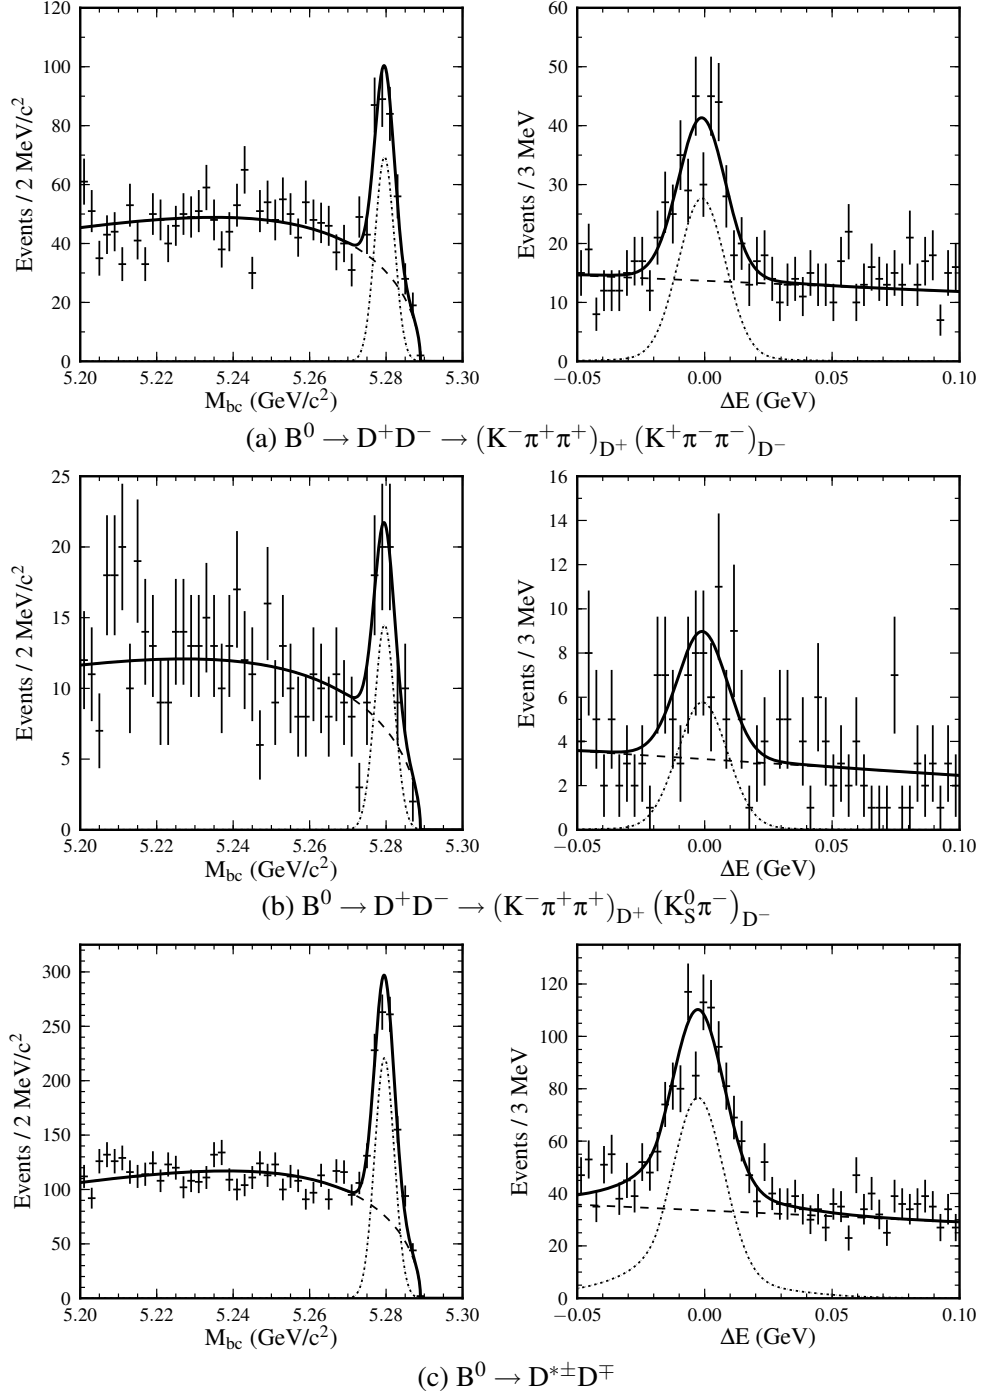 120
100
80
60
40
20
0
5.20 5.22 5.24 5.26 5.28 5.30
Events / 2 MeV/c²
M_bc (GeV/c²)
60
50
40
30
20
10
0
−0.05 0.00 0.05 0.10
Events / 3 MeV
ΔE (GeV)
(a) B⁰ → D⁺D⁻ → (K⁻π⁺π⁺)_D⁺ (K⁺π⁻π⁻)_D⁻
25
20
15
10
5
0
5.20 5.22 5.24 5.26 5.28 5.30
Events / 2 MeV/c²
M_bc (GeV/c²)
16
14
12
10
8
6
4
2
0
−0.05 0.00 0.05 0.10
Events / 3 MeV
ΔE (GeV)
(b) B⁰ → D⁺D⁻ → (K⁻π⁺π⁺)_D⁺ (K⁰_S π⁻)_D⁻
300
250
200
150
100
50
0
5.20 5.22 5.24 5.26 5.28 5.30
Events / 2 MeV/c²
M_bc (GeV/c²)
120
100
80
60
40
20
0
−0.05 0.00 0.05 0.10
Events / 3 MeV
ΔE (GeV)
(c) B⁰ → D*±D∓